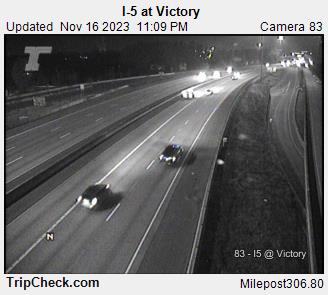 I-5 at Victory
Updated Nov 16 2023 11:09 PM Camera 83
T
N
83 - I5 @ Victory
TripCheck.com Milepost306.80